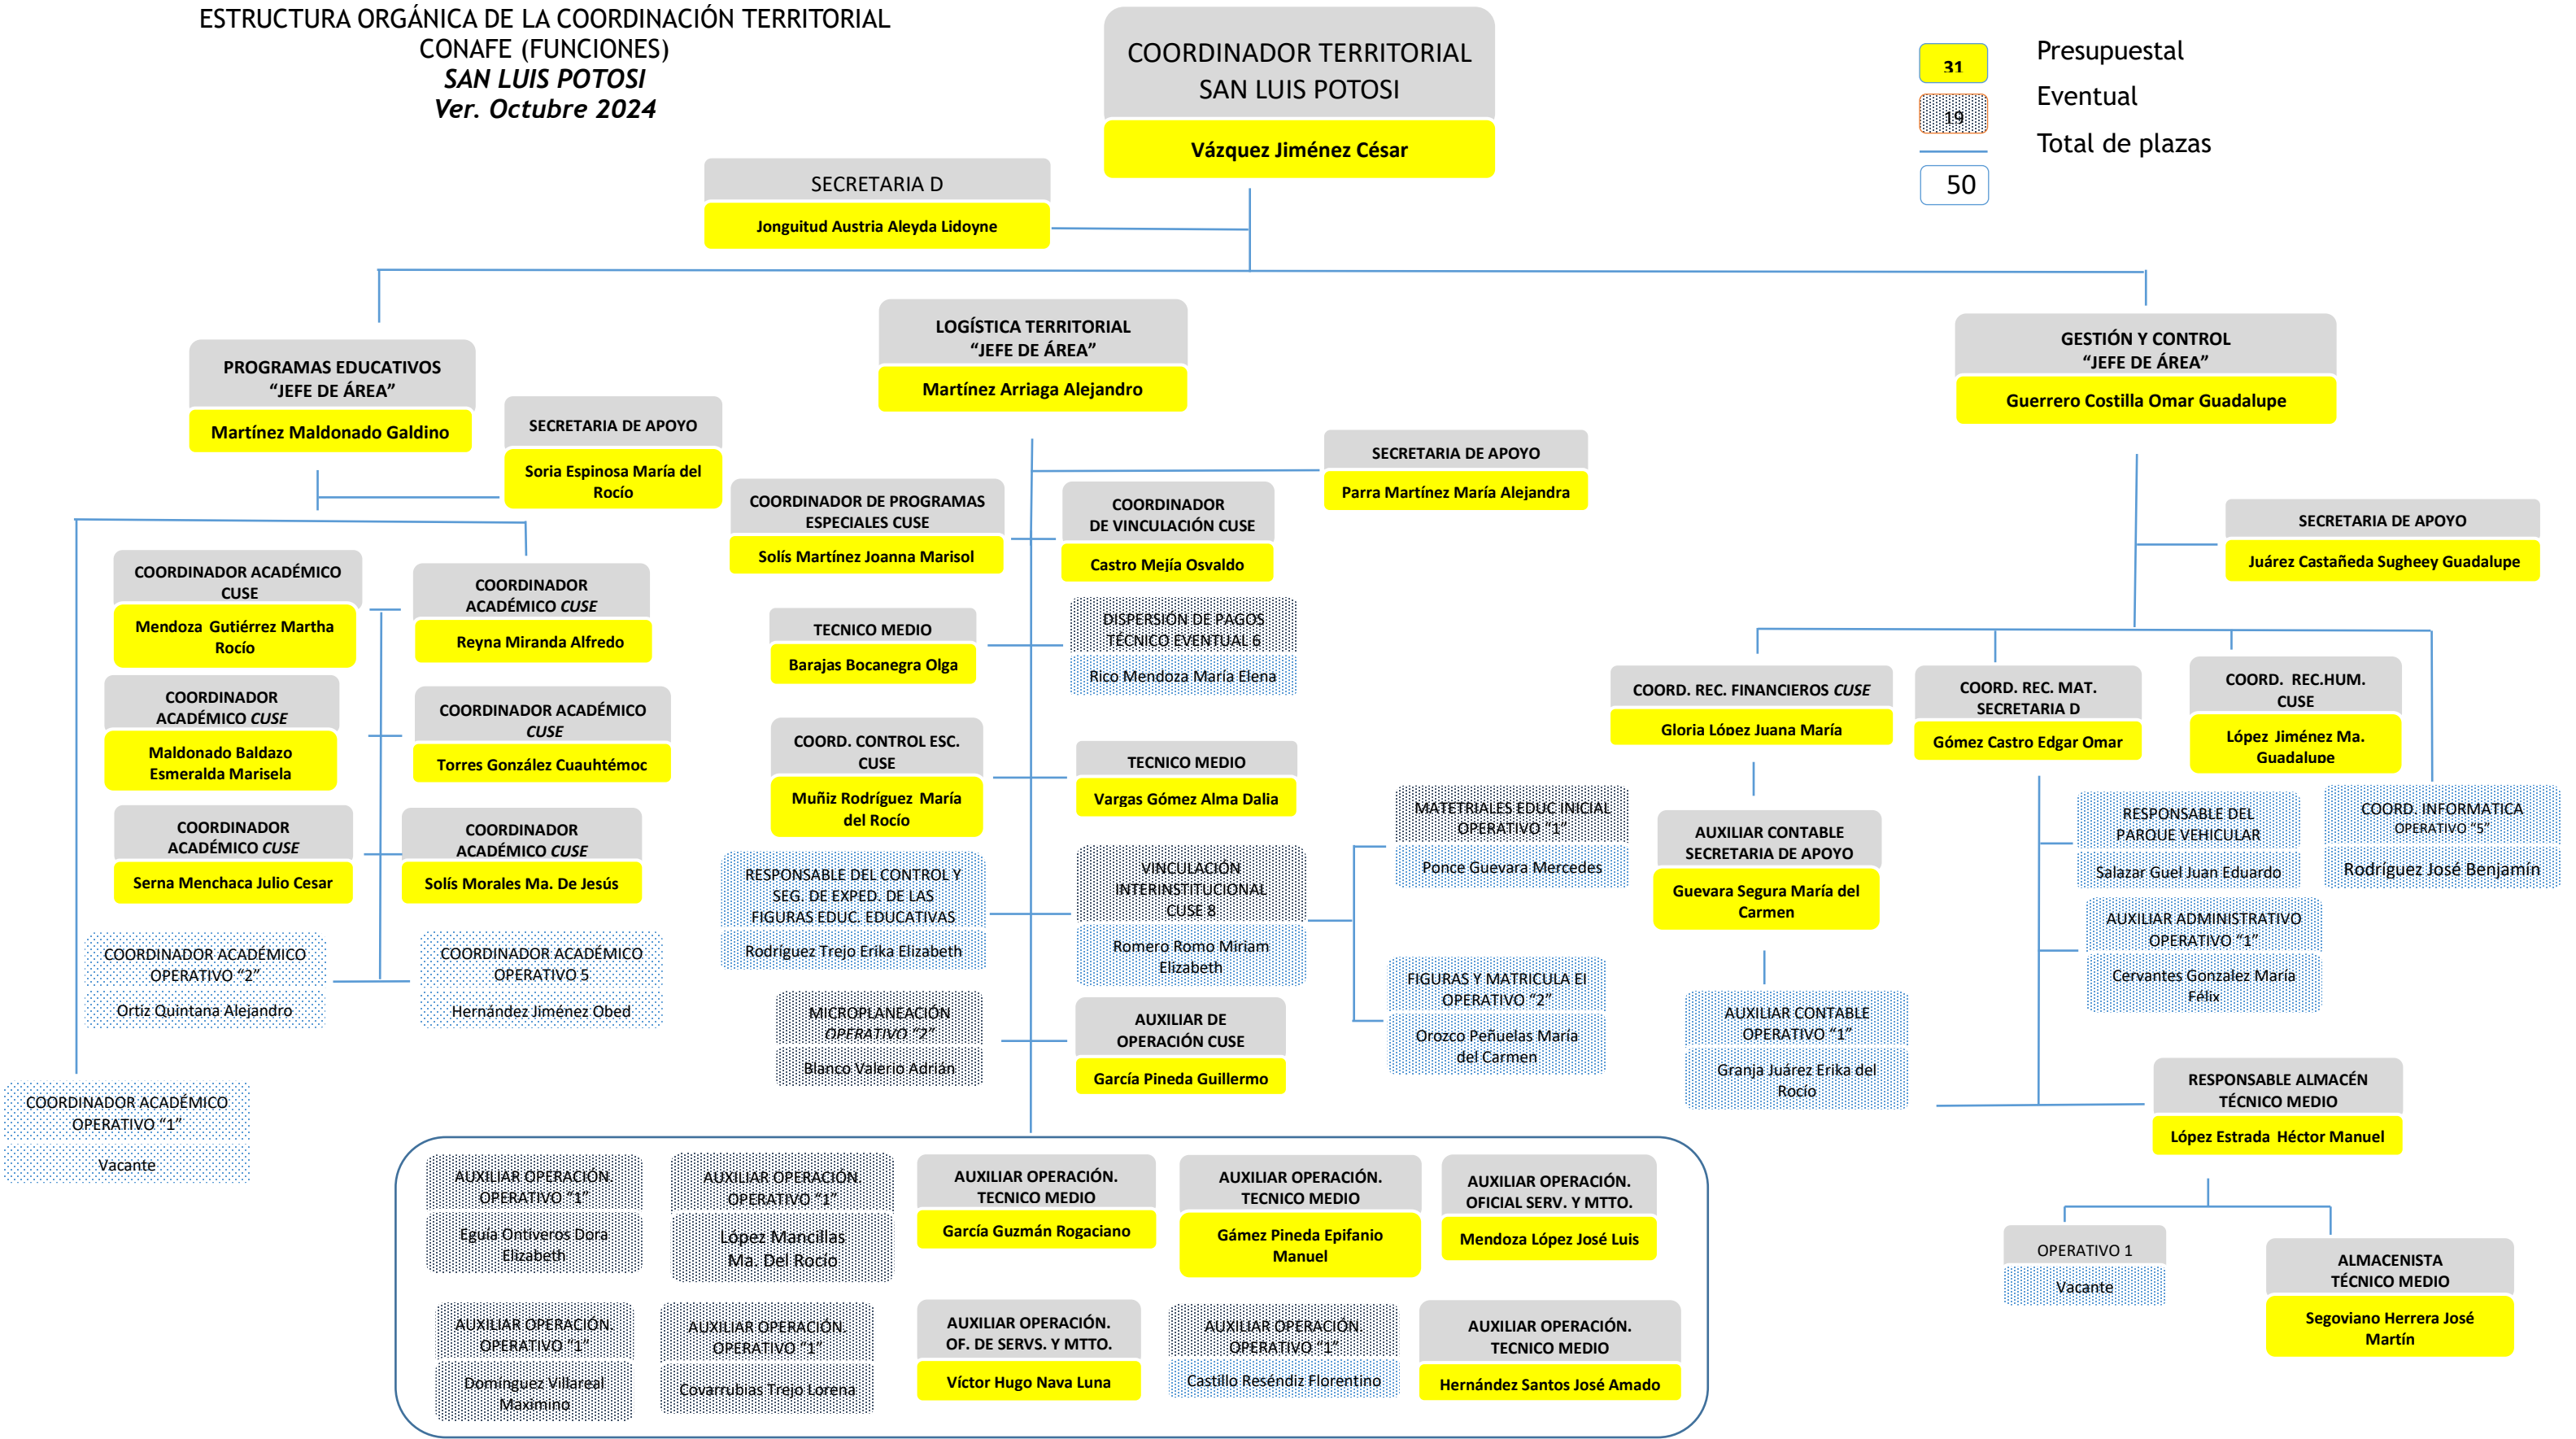 ESTRUCTURA ORGÁNICA DE LA COORDINACIÓN TERRITORIAL
CONAFE (FUNCIONES)
SAN LUIS POTOSI
Ver. Octubre 2024
COORDINADOR TERRITORIAL
SAN LUIS POTOSI
Vázquez Jiménez César
31
Presupuestal
19
Eventual
Total de plazas
50
SECRETARIA D
Jonguitud Austria Aleyda Lidoyne
PROGRAMAS EDUCATIVOS
“JEFE DE ÁREA”
Martínez Maldonado Galdino
SECRETARIA DE APOYO
Soria Espinosa María del
Rocío
COORDINADOR ACADÉMICO
CUSE
Mendoza Gutiérrez Martha
Rocío
COORDINADOR
ACADÉMICO CUSE
Reyna Miranda Alfredo
COORDINADOR
ACADÉMICO CUSE
Maldonado Baldazo
Esmeralda Marisela
COORDINADOR ACADÉMICO
CUSE
Torres González Cuauhtémoc
COORDINADOR
ACADÉMICO CUSE
Serna Menchaca Julio Cesar
COORDINADOR
ACADÉMICO CUSE
Solís Morales Ma. De Jesús
COORDINADOR ACADÉMICO
OPERATIVO “2”
Ortiz Quintana Alejandro
COORDINADOR ACADÉMICO
OPERATIVO 5
Hernández Jiménez Obed
COORDINADOR ACADÉMICO
OPERATIVO “1”
Vacante
LOGÍSTICA TERRITORIAL
“JEFE DE ÁREA”
Martínez Arriaga Alejandro
SECRETARIA DE APOYO
Parra Martínez María Alejandra
COORDINADOR DE PROGRAMAS
ESPECIALES CUSE
Solís Martínez Joanna Marisol
COORDINADOR
DE VINCULACIÓN CUSE
Castro Mejía Osvaldo
TECNICO MEDIO
Barajas Bocanegra Olga
DISPERSIÓN DE PAGOS
TÉCNICO EVENTUAL 6
Rico Mendoza María Elena
COORD. CONTROL ESC.
CUSE
Muñiz Rodríguez María
del Rocío
TECNICO MEDIO
Vargas Gómez Alma Dalia
RESPONSABLE DEL CONTROL Y
SEG. DE EXPED. DE LAS
FIGURAS EDUC. EDUCATIVAS
Rodríguez Trejo Erika Elizabeth
VINCULACIÓN
INTERINSTITUCIONAL
CUSE 8
Romero Romo Miriam
Elizabeth
MATETRIALES EDUC INICIAL
OPERATIVO “1”
Ponce Guevara Mercedes
FIGURAS Y MATRICULA EI
OPERATIVO “2”
Orozco Peñuelas María
del Carmen
MICROPLANEACIÓN
OPERATIVO “2”
Blanco Valerio Adrián
AUXILIAR DE
OPERACIÓN CUSE
García Pineda Guillermo
AUXILIAR OPERACIÓN.
OPERATIVO “1”
Eguía Ontiveros Dora
Elizabeth
AUXILIAR OPERACIÓN.
OPERATIVO “1”
López Mancillas
Ma. Del Rocío
AUXILIAR OPERACIÓN.
TECNICO MEDIO
García Guzmán Rogaciano
AUXILIAR OPERACIÓN.
TECNICO MEDIO
Gámez Pineda Epifanio
Manuel
AUXILIAR OPERACIÓN.
OFICIAL SERV. Y MTTO.
Mendoza López José Luis
AUXILIAR OPERACIÓN.
OPERATIVO “1”
Domínguez Villareal
Maximino
AUXILIAR OPERACIÓN.
OPERATIVO “1”
Covarrubias Trejo Lorena
AUXILIAR OPERACIÓN.
OF. DE SERVS. Y MTTO.
Víctor Hugo Nava Luna
AUXILIAR OPERACIÓN.
OPERATIVO “1”
Castillo Reséndiz Florentino
AUXILIAR OPERACIÓN.
TECNICO MEDIO
Hernández Santos José Amado
GESTIÓN Y CONTROL
“JEFE DE ÁREA”
Guerrero Costilla Omar Guadalupe
SECRETARIA DE APOYO
Juárez Castañeda Sugheey Guadalupe
COORD. REC. FINANCIEROS CUSE
Gloria López Juana María
COORD. REC. MAT.
SECRETARIA D
Gómez Castro Edgar Omar
COORD. REC.HUM.
CUSE
López Jiménez Ma.
Guadalupe
COORD. INFORMATICA
OPERATIVO “5”
Rodríguez José Benjamín
AUXILIAR CONTABLE
SECRETARIA DE APOYO
Guevara Segura María del
Carmen
AUXILIAR CONTABLE
OPERATIVO “1”
Granja Juárez Erika del
Rocío
RESPONSABLE DEL
PARQUE VEHICULAR
Salazar Guel Juan Eduardo
AUXILIAR ADMINISTRATIVO
OPERATIVO “1”
Cervantes Gonzalez María
Félix
RESPONSABLE ALMACÉN
TÉCNICO MEDIO
López Estrada Héctor Manuel
OPERATIVO 1
Vacante
ALMACENISTA
TÉCNICO MEDIO
Segoviano Herrera José
Martín